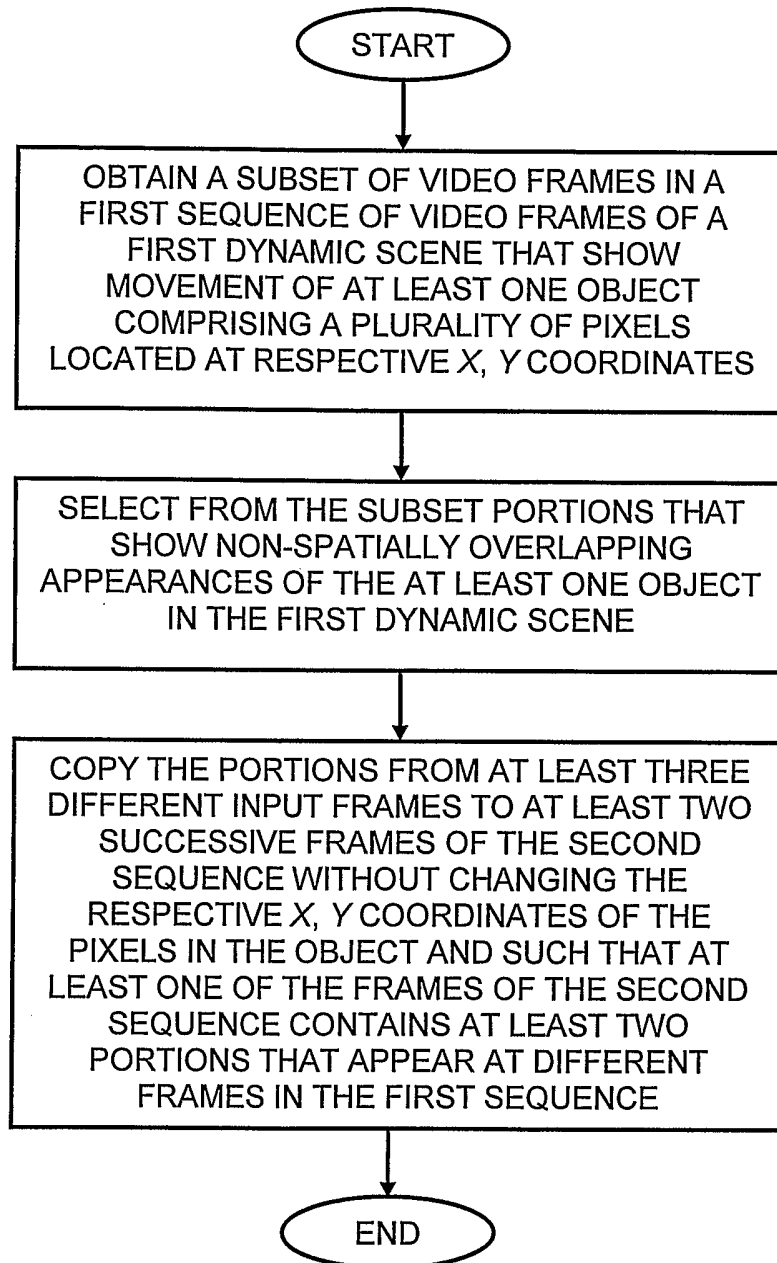 START
OBTAIN A SUBSET OF VIDEO FRAMES IN A
FIRST SEQUENCE OF VIDEO FRAMES OF A
FIRST DYNAMIC SCENE THAT SHOW
MOVEMENT OF AT LEAST ONE OBJECT
COMPRISING A PLURALITY OF PIXELS
LOCATED AT RESPECTIVE X, Y COORDINATES
SELECT FROM THE SUBSET PORTIONS THAT
SHOW NON-SPATIALLY OVERLAPPING
APPEARANCES OF THE AT LEAST ONE OBJECT
IN THE FIRST DYNAMIC SCENE
COPY THE PORTIONS FROM AT LEAST THREE
DIFFERENT INPUT FRAMES TO AT LEAST TWO
SUCCESSIVE FRAMES OF THE SECOND
SEQUENCE WITHOUT CHANGING THE
RESPECTIVE X, Y COORDINATES OF THE
PIXELS IN THE OBJECT AND SUCH THAT AT
LEAST ONE OF THE FRAMES OF THE SECOND
SEQUENCE CONTAINS AT LEAST TWO
PORTIONS THAT APPEAR AT DIFFERENT
FRAMES IN THE FIRST SEQUENCE
END